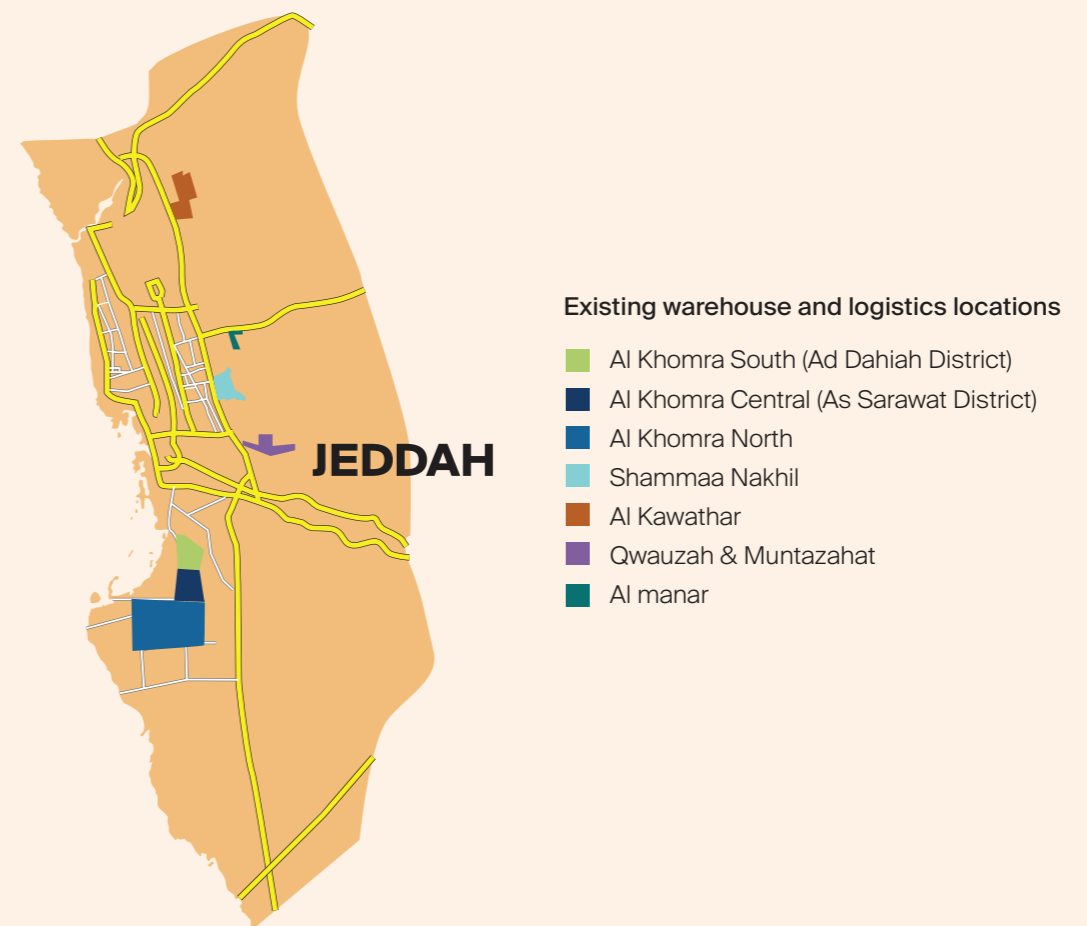 JEDDAH
Existing warehouse and logistics locations
Al Khomra South (Ad Dahiah District)
Al Khomra Central (As Sarawat District)
Al Khomra North
Shammaa Nakhil
Al Kawathar
Qwauzah & Muntazahat
Al manar